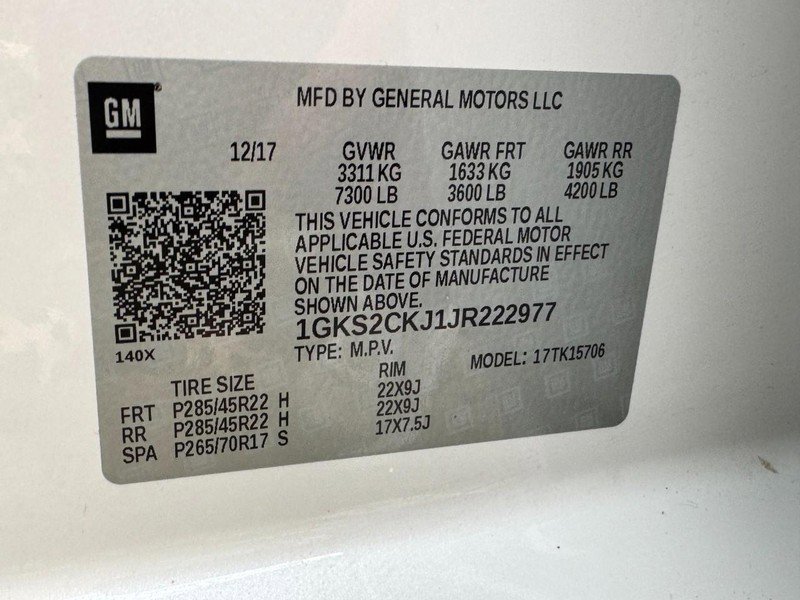 GM
MFD BY GENERAL MOTORS LLC
12/17 GVWR GAWR FRT GAWR RR
3311 KG 1633 KG 1905 KG
7300 LB 3600 LB 4200 LB
THIS VEHICLE CONFORMS TO ALL
APPLICABLE U.S. FEDERAL MOTOR
VEHICLE SAFETY STANDARDS IN EFFECT
ON THE DATE OF MANUFACTURE
SHOWN ABOVE.
1GKS2CKJ1JR222977
140X
TYPE: M.P.V. MODEL: 17TK15706
TIRE SIZE RIM
FRT P285/45R22 H 22X9J
RR P285/45R22 H 22X9J
SPA P265/70R17 S 17X7.5J